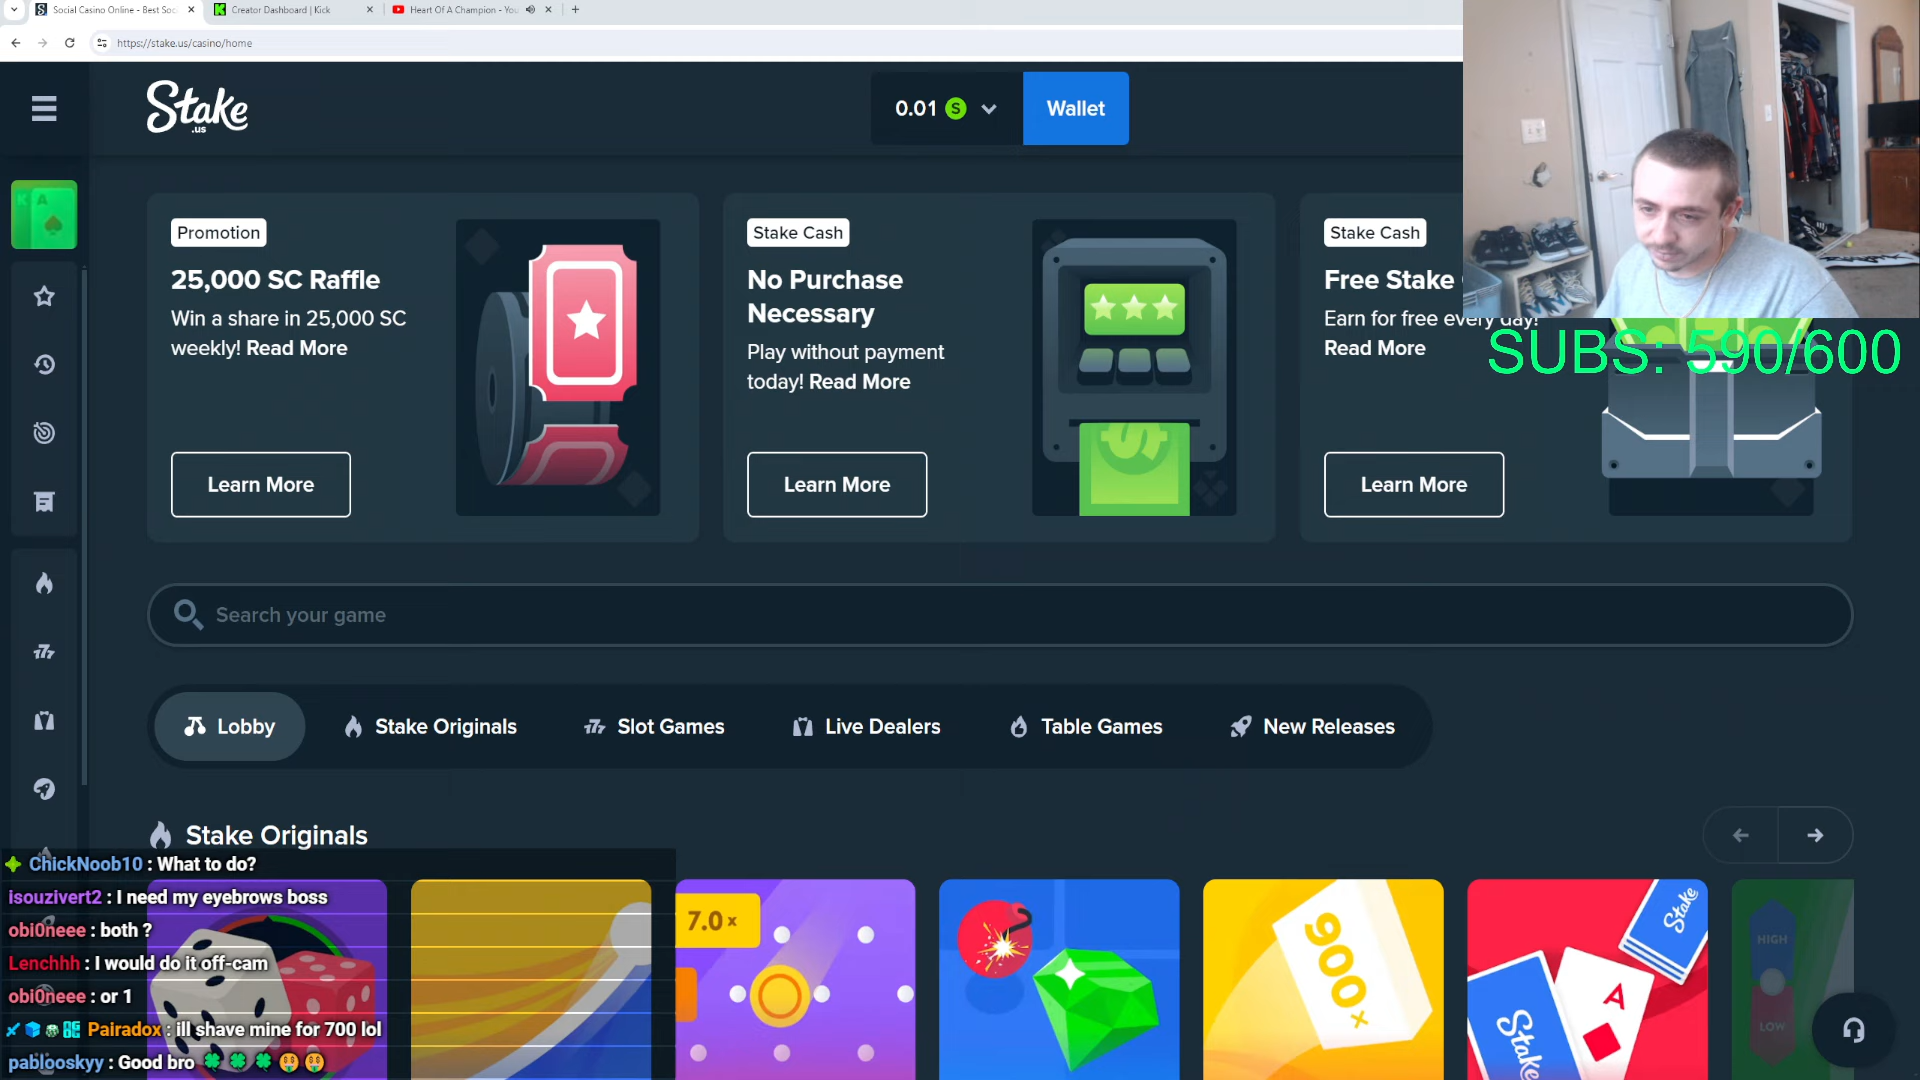 Social Casino Online - Best Soc
Creator Dashboard | Kick
Heart Of A Champion - You
https://stake.us/casino/home
Stake
.us
0.01 S
Wallet
Promotion
25,000 SC Raffle
Win a share in 25,000 SC
weekly! Read More
Learn More
Stake Cash
No Purchase
Necessary
Play without payment
today! Read More
Learn More
Stake Cash
Free Stake
Earn for free every day!
Read More
Learn More
SUBS: 590/600
Search your game
Lobby
Stake Originals
Slot Games
Live Dealers
Table Games
New Releases
Stake Originals
ChickNoob10 : What to do?
isouzivert2 : I need my eyebrows boss
obi0neee : both ?
Lenchhh : I would do it off-cam
obi0neee : or 1
Pairadox : ill shave mine for 700 lol
pablooskyy : Good bro 🍀 🍀 🍀 🤑 🤑
7.0×
900×
Stake
A
Stake
HIGH
LOW